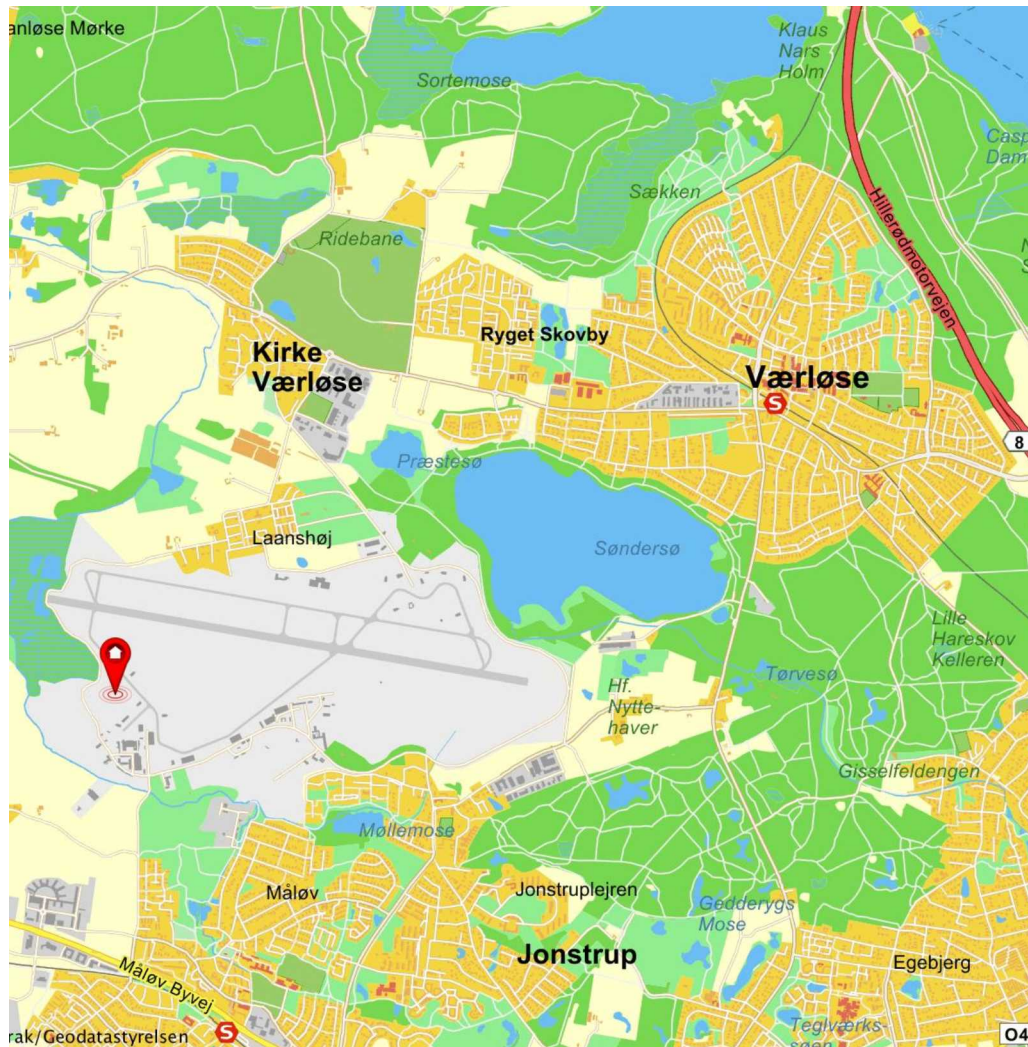 anløse Mørke
Klaus
Nars
Holm
Sortemose
Casp
Dam
Sækken
Hillerødmotorvejen
Ridebane
N
S
Ryget Skovby
Kirke
Værløse
Værløse
S
8
Præstesø
Laanshøj
Søndersø
Lille
Hareskov
Kelleren
Tørvesø
Hf.
Nytte-
haver
Gisselfeldengen
Møllemose
Måløv
Jonstruplejren
Gedderygs
Mose
Jonstrup
Egebjerg
Måløv Byvej
S
Teglværks-
søen
rak/Geodatastyrelsen
O4